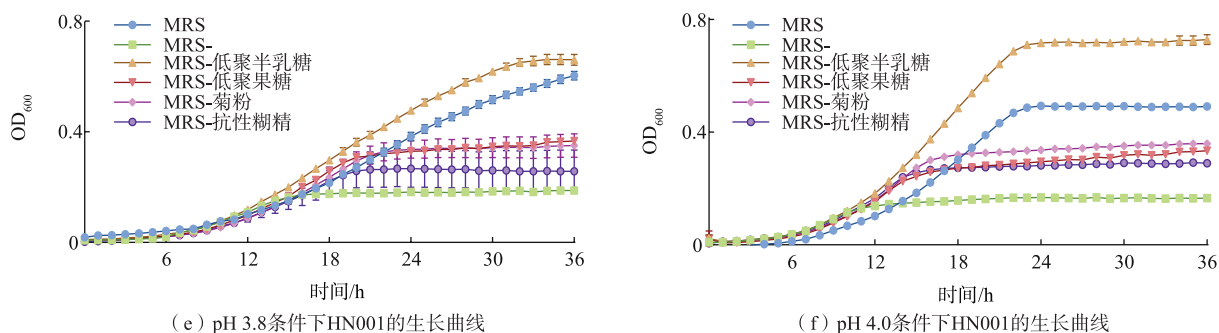 0.8
MRS
MRS-
MRS-低聚半乳糖
MRS-低聚果糖
MRS-菊粉
MRS-抗性糊精
OD600
0.4
0
6
12
18
24
30
36
时间/h
（e）pH 3.8条件下HN001的生长曲线
0.8
MRS
MRS-
MRS-低聚半乳糖
MRS-低聚果糖
MRS-菊粉
MRS-抗性糊精
OD600
0.4
0
6
12
18
24
30
36
时间/h
（f）pH 4.0条件下HN001的生长曲线